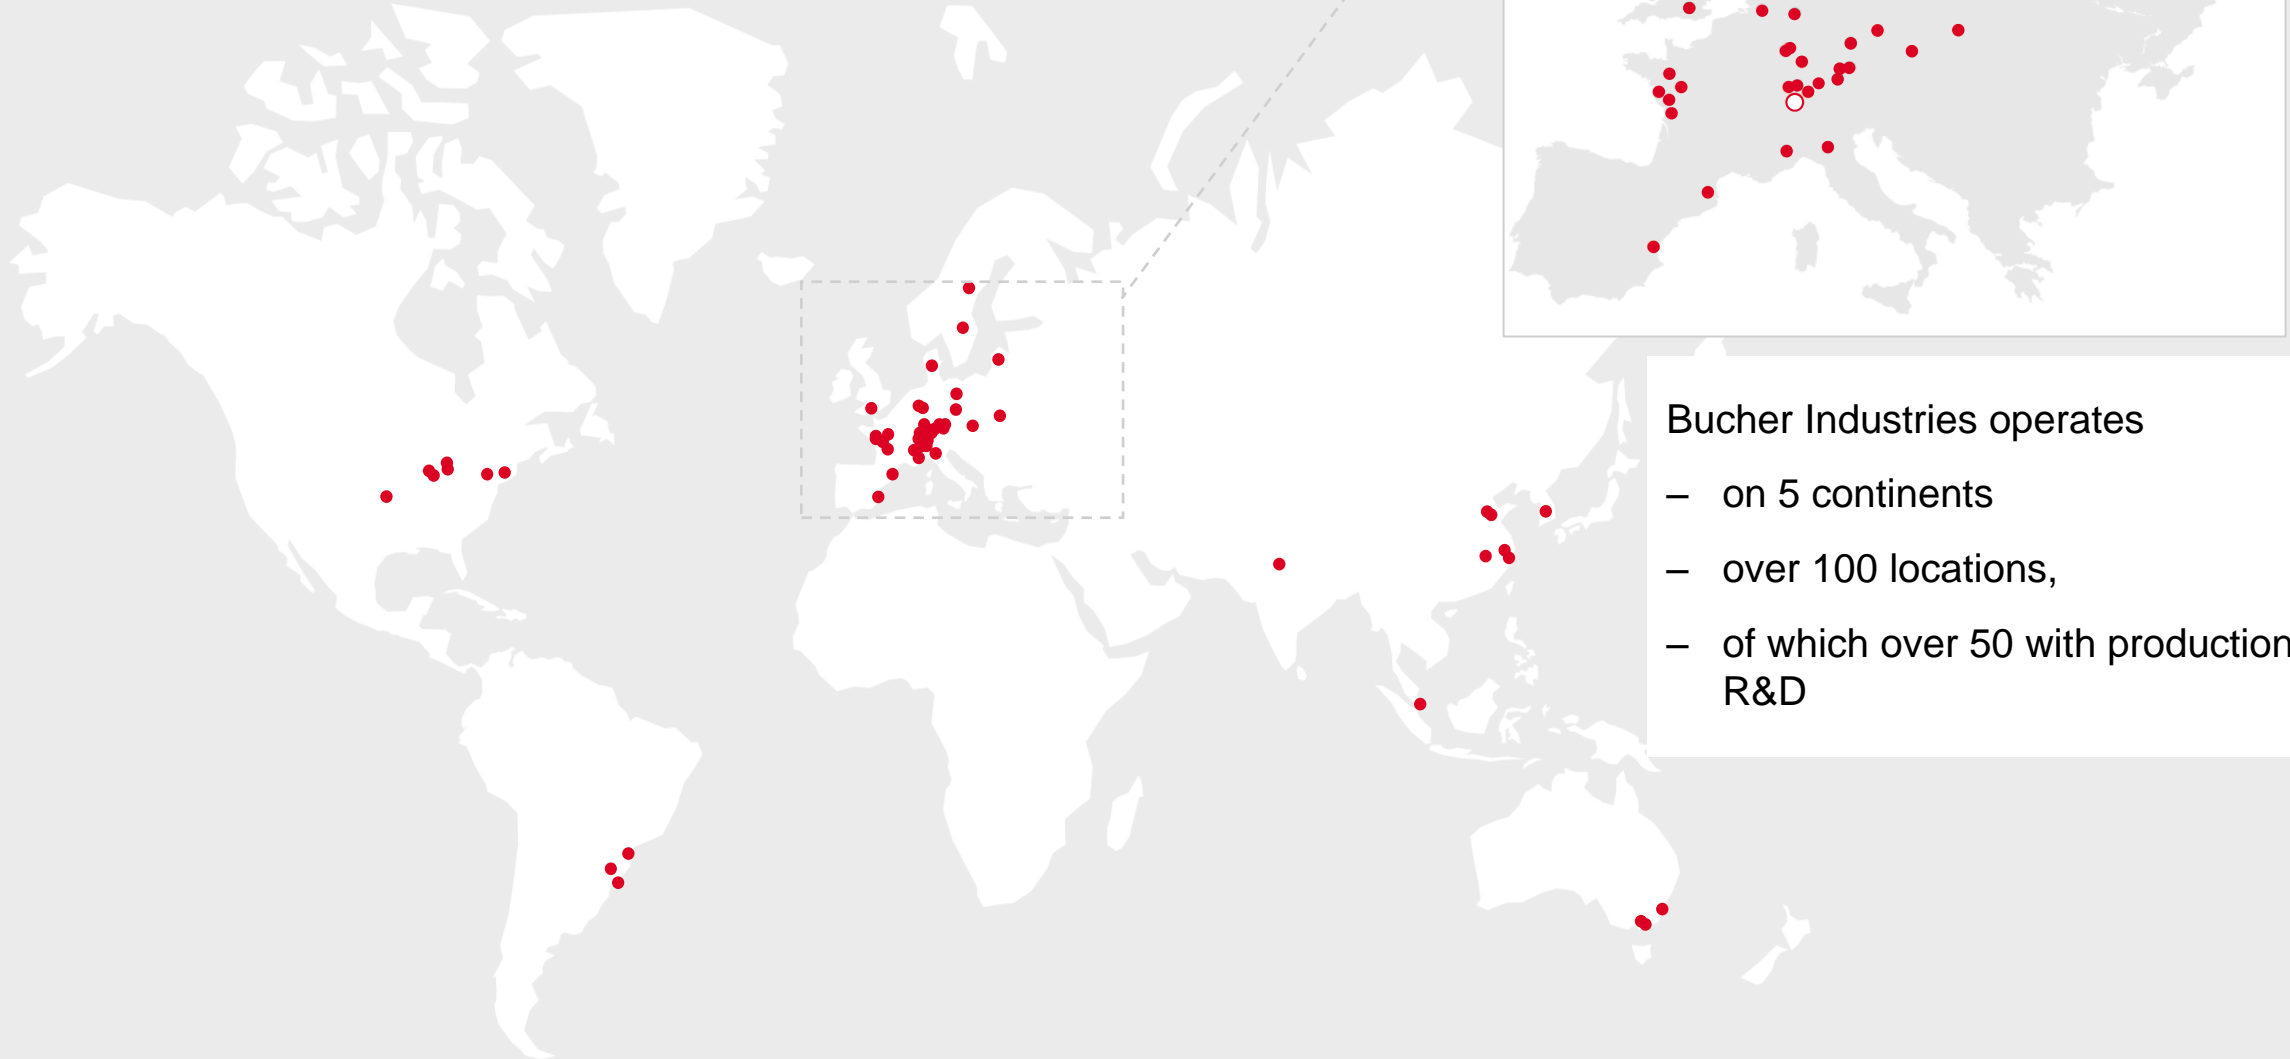 Bucher Industries operates
– on 5 continents
– over 100 locations,
– of which over 50 with production
R&D